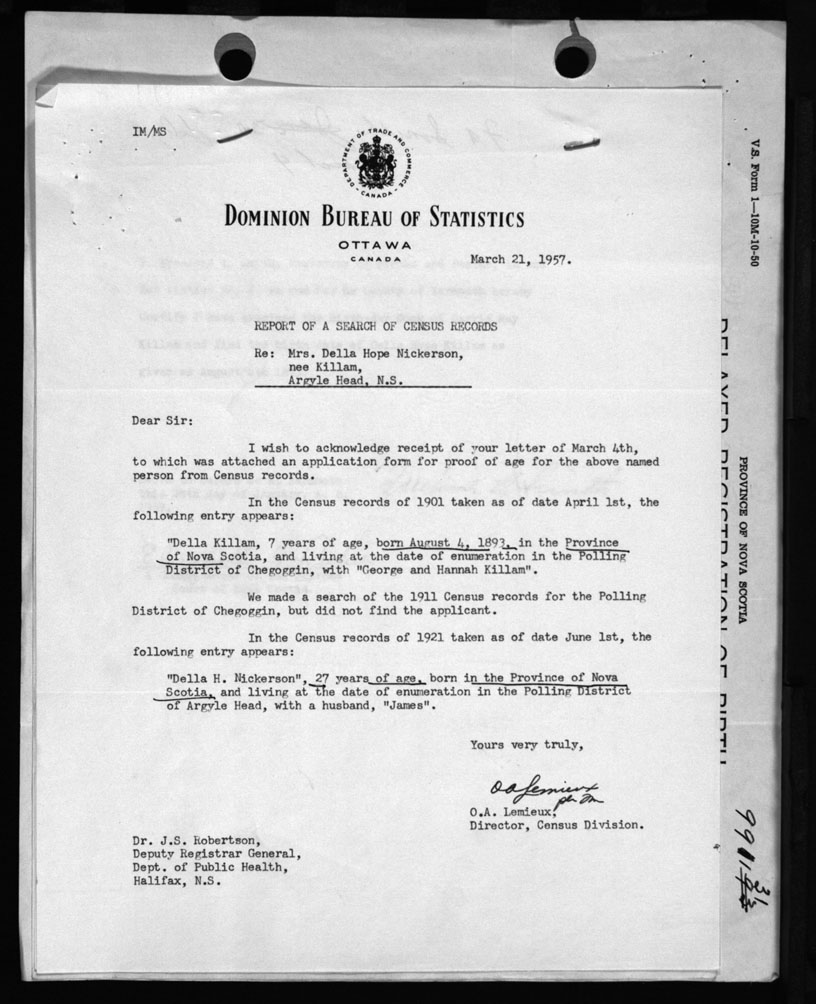 IM/MS
DEPARTMENT OF TRADE AND COMMERCE
CANADA
DOMINION BUREAU OF STATISTICS
OTTAWA
CANADA
March 21, 1957.
REPORT OF A SEARCH OF CENSUS RECORDS
Re: Mrs. Della Hope Nickerson,
nee Killam,
Argyle Head, N.S.
Dear Sir:
I wish to acknowledge receipt of your letter of March 4th,
to which was attached an application form for proof of age for the above named
person from Census records.
In the Census records of 1901 taken as of date April 1st, the
following entry appears:
"Della Killam, 7 years of age, born August 4, 1893, in the Province
of Nova Scotia, and living at the date of enumeration in the Polling
District of Chegoggin, with "George and Hannah Killam".
We made a search of the 1911 Census records for the Polling
District of Chegoggin, but did not find the applicant.
In the Census records of 1921 taken as of date June 1st, the
following entry appears:
"Della H. Nickerson", 27 years of age, born in the Province of Nova
Scotia, and living at the date of enumeration in the Polling District
of Argyle Head, with a husband, "James".
Yours very truly,
OA Lemieux
O.A. Lemieux,
Director, Census Division.
Dr. J.S. Robertson,
Deputy Registrar General,
Dept. of Public Health,
Halifax, N.S.
V.S. Form 1—10M-10-50
PROVINCE OF NOVA SCOTIA
DELAYED REGISTRATION OF BIRTH